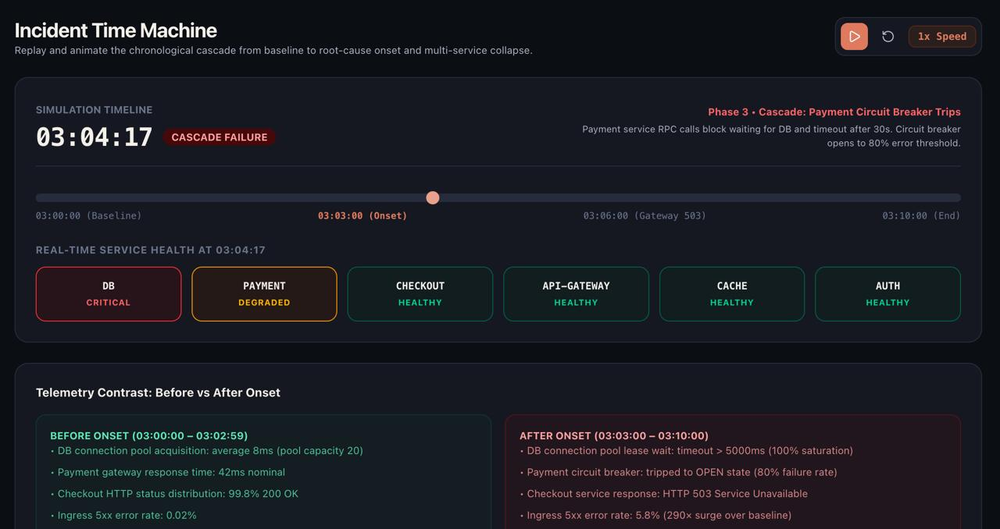 Incident Time Machine
Replay and animate the chronological cascade from baseline to root-cause onset and multi-service collapse.
1x Speed
SIMULATION TIMELINE
03:04:17 CASCADE FAILURE
Phase 3 • Cascade: Payment Circuit Breaker Trips
Payment service RPC calls block waiting for DB and timeout after 30s. Circuit breaker
opens to 80% error threshold.
03:00:00 (Baseline) 03:03:00 (Onset) 03:06:00 (Gateway 503) 03:10:00 (End)
REAL-TIME SERVICE HEALTH AT 03:04:17
DB
CRITICAL
PAYMENT
DEGRADED
CHECKOUT
HEALTHY
API-GATEWAY
HEALTHY
CACHE
HEALTHY
AUTH
HEALTHY
Telemetry Contrast: Before vs After Onset
BEFORE ONSET (03:00:00 – 03:02:59)
• DB connection pool acquisition: average 8ms (pool capacity 20)
• Payment gateway response time: 42ms nominal
• Checkout HTTP status distribution: 99.8% 200 OK
• Ingress 5xx error rate: 0.02%
AFTER ONSET (03:03:00 – 03:10:00)
• DB connection pool lease wait: timeout > 5000ms (100% saturation)
• Payment circuit breaker: tripped to OPEN state (80% failure rate)
• Checkout service response: HTTP 503 Service Unavailable
• Ingress 5xx error rate: 5.8% (290× surge over baseline)